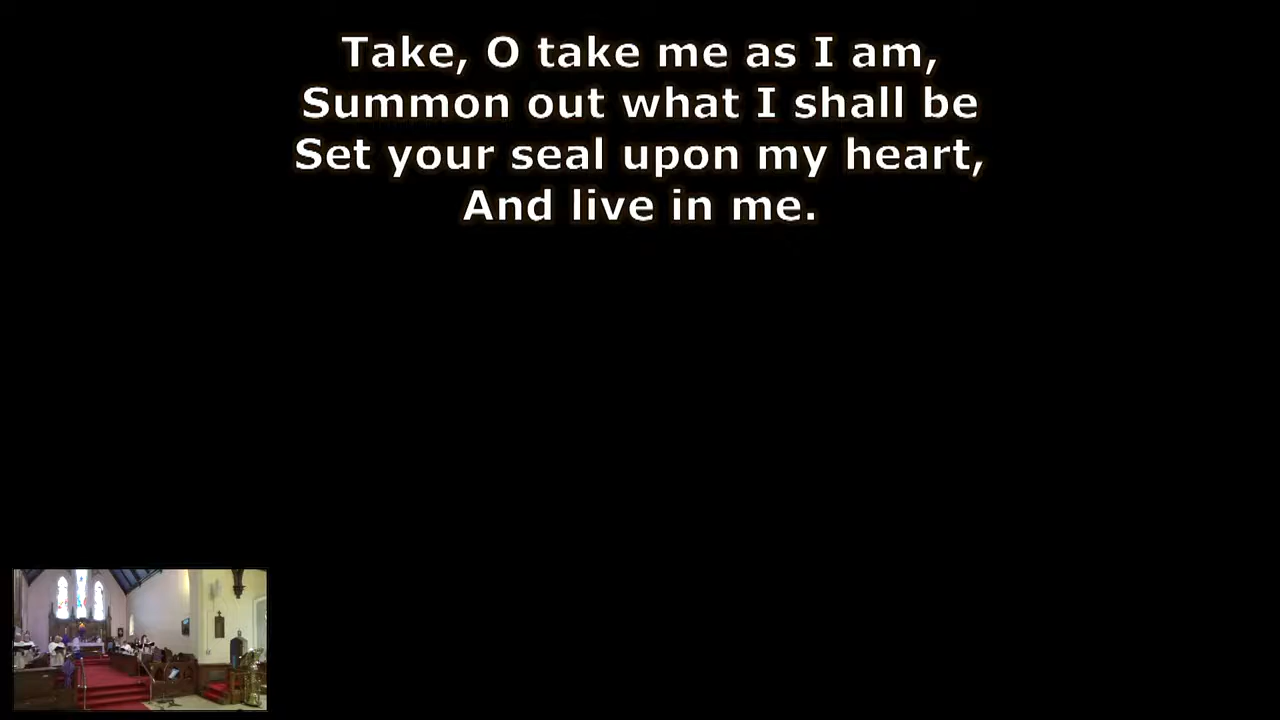 Take, O take me as I am,
Summon out what I shall be
Set your seal upon my heart,
And live in me.